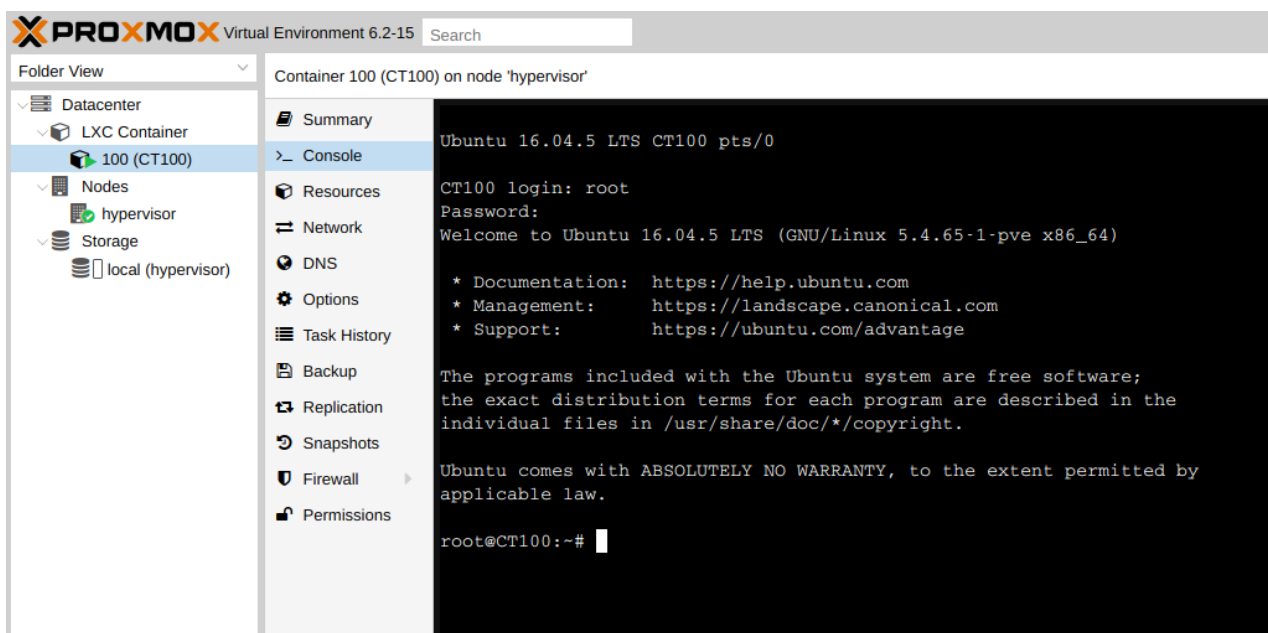 PROXMOX Virtual Environment 6.2-15 Search
Folder View
Datacenter
LXC Container
100 (CT100)
Nodes
hypervisor
Storage
local (hypervisor)
Container 100 (CT100) on node 'hypervisor'
Summary
Console
Resources
Network
DNS
Options
Task History
Backup
Replication
Snapshots
Firewall
Permissions
Ubuntu 16.04.5 LTS CT100 pts/0
CT100 login: root
Password:
Welcome to Ubuntu 16.04.5 LTS (GNU/Linux 5.4.65-1-pve x86_64)
* Documentation: https://help.ubuntu.com
* Management: https://landscape.canonical.com
* Support: https://ubuntu.com/advantage
The programs included with the Ubuntu system are free software;
the exact distribution terms for each program are described in the
individual files in /usr/share/doc/*/copyright.
Ubuntu comes with ABSOLUTELY NO WARRANTY, to the extent permitted by
applicable law.
root@CT100:~#